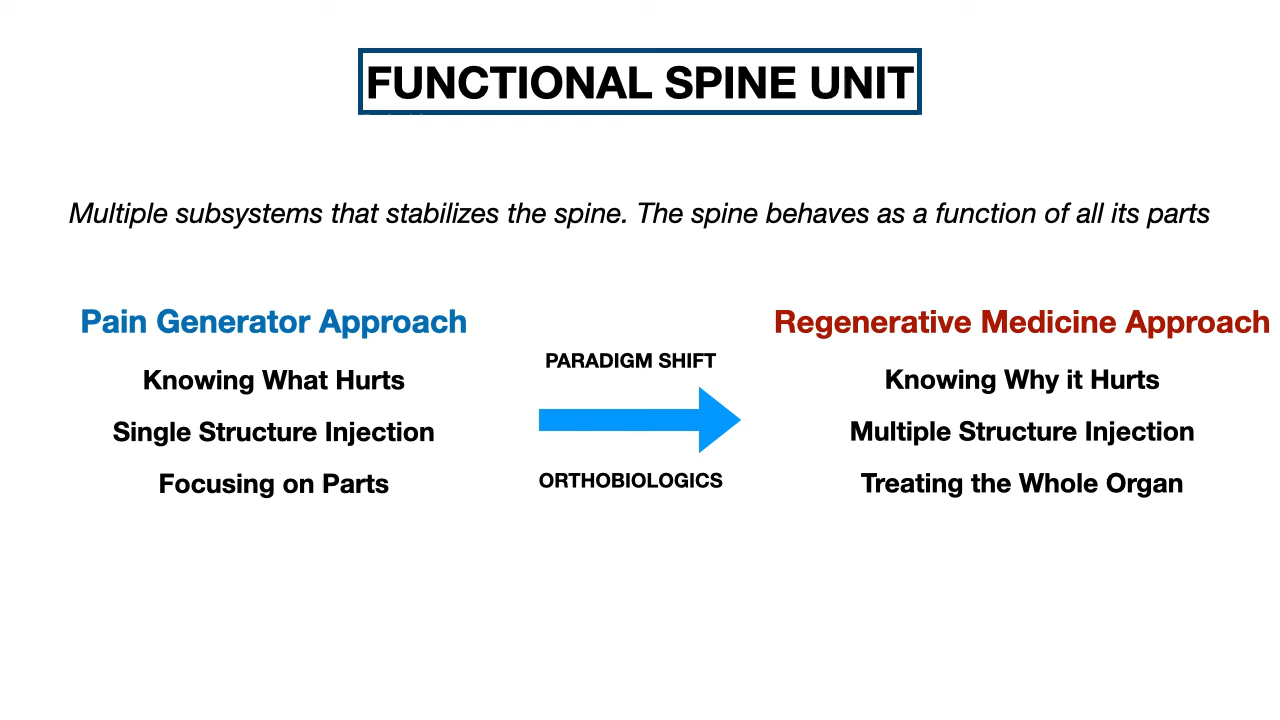 FUNCTIONAL SPINE UNIT
Multiple subsystems that stabilizes the spine. The spine behaves as a function of all its parts
Pain Generator Approach
Knowing What Hurts
Single Structure Injection
Focusing on Parts
PARADIGM SHIFT
ORTHOBIOLOGICS
Regenerative Medicine Approach
Knowing Why it Hurts
Multiple Structure Injection
Treating the Whole Organ